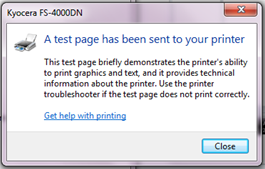 Kyocera FS-4000DN
A test page has been sent to your printer
This test page briefly demonstrates the printer's ability
to print graphics and text, and it provides technical
information about the printer. Use the printer
troubleshooter if the test page does not print correctly.
Get help with printing
Close